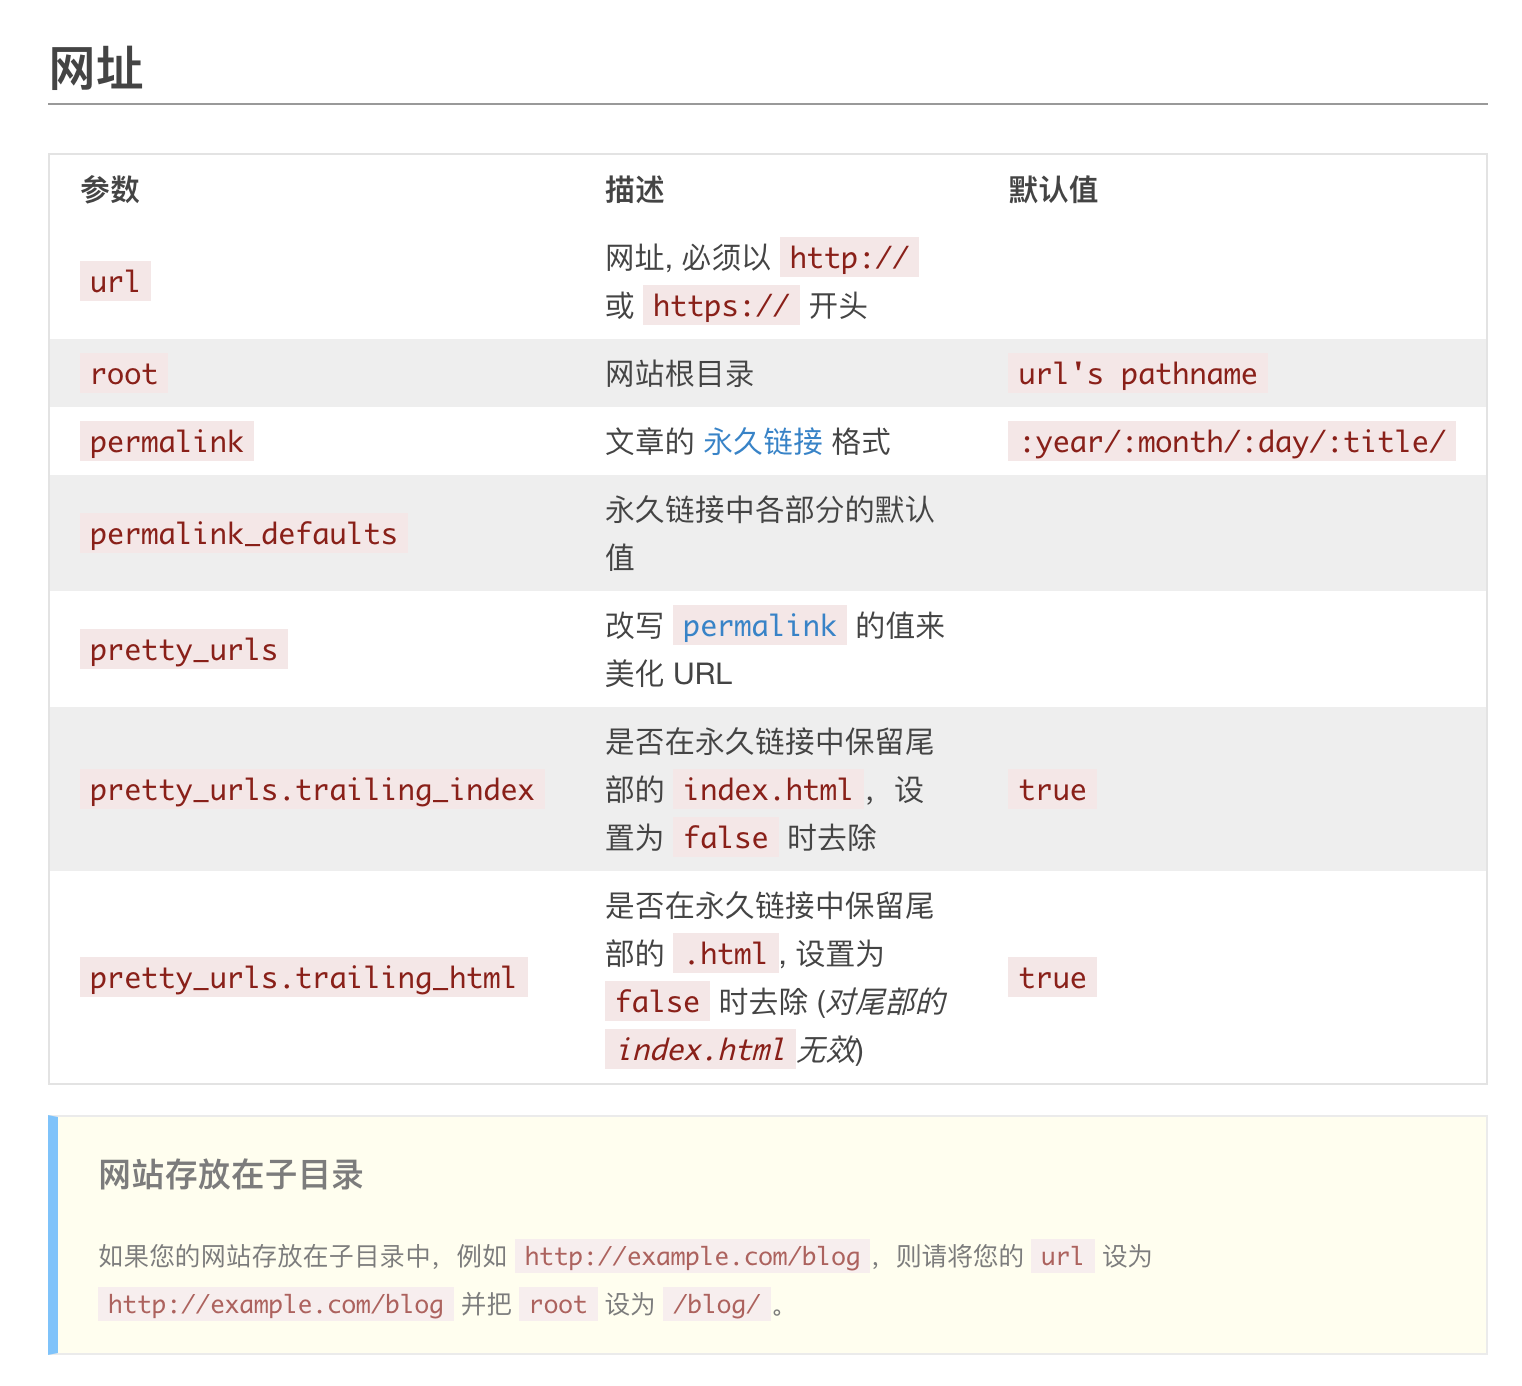 网址
参数 描述 默认值
url 网址, 必须以 http://
或 https:// 开头
root 网站根目录 url's pathname
permalink 文章的 永久链接 格式 :year/:month/:day/:title/
permalink_defaults 永久链接中各部分的默认
值
pretty_urls 改写 permalink 的值来
美化 URL
是否在永久链接中保留尾
pretty_urls.trailing_index 部的 index.html，设 true
置为 false 时去除
是否在永久链接中保留尾
部的 .html, 设置为
pretty_urls.trailing_html false 时去除 (对尾部的 true
index.html无效)
网站存放在子目录
如果您的网站存放在子目录中，例如 http://example.com/blog，则请将您的 url 设为
http://example.com/blog 并把 root 设为 /blog/。